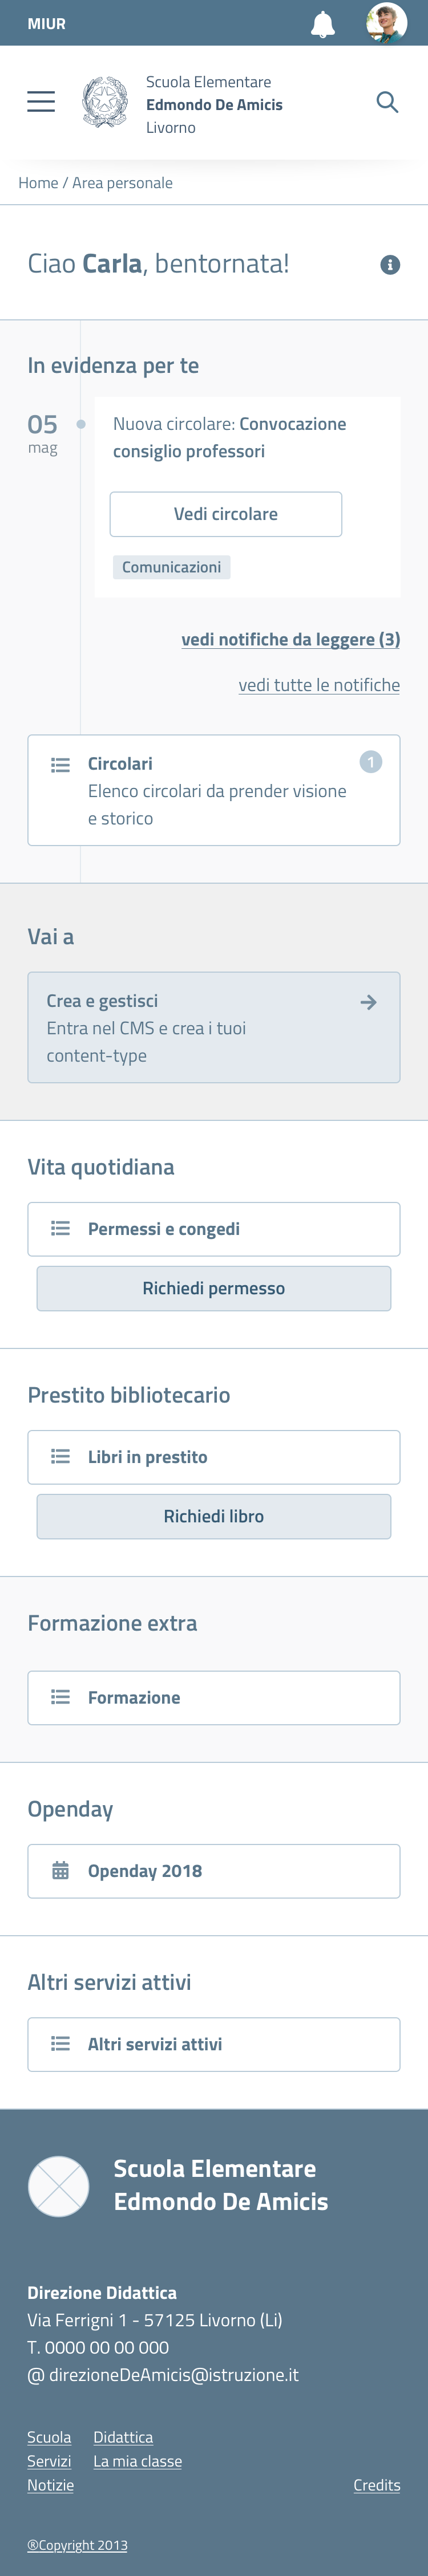 MIUR
Scuola Elementare
Edmondo De Amicis
Livorno
Home / Area personale
Ciao Carla, bentornata!
In evidenza per te
05
mag
Nuova circolare: Convocazione
consiglio professori
Vedi circolare
Comunicazioni
vedi notifiche da leggere (3)
vedi tutte le notifiche
Circolari
1
Elenco circolari da prender visione
e storico
Vai a
Crea e gestisci
Entra nel CMS e crea i tuoi
content-type
Vita quotidiana
Permessi e congedi
Richiedi permesso
Prestito bibliotecario
Libri in prestito
Richiedi libro
Formazione extra
Formazione
Openday
Openday 2018
Altri servizi attivi
Altri servizi attivi
Scuola Elementare
Edmondo De Amicis
Direzione Didattica
Via Ferrigni 1 - 57125 Livorno (Li)
T. 0000 00 00 000
@ direzioneDeAmicis@istruzione.it
Scuola Didattica
Servizi La mia classe
Notizie Credits
®Copyright 2013